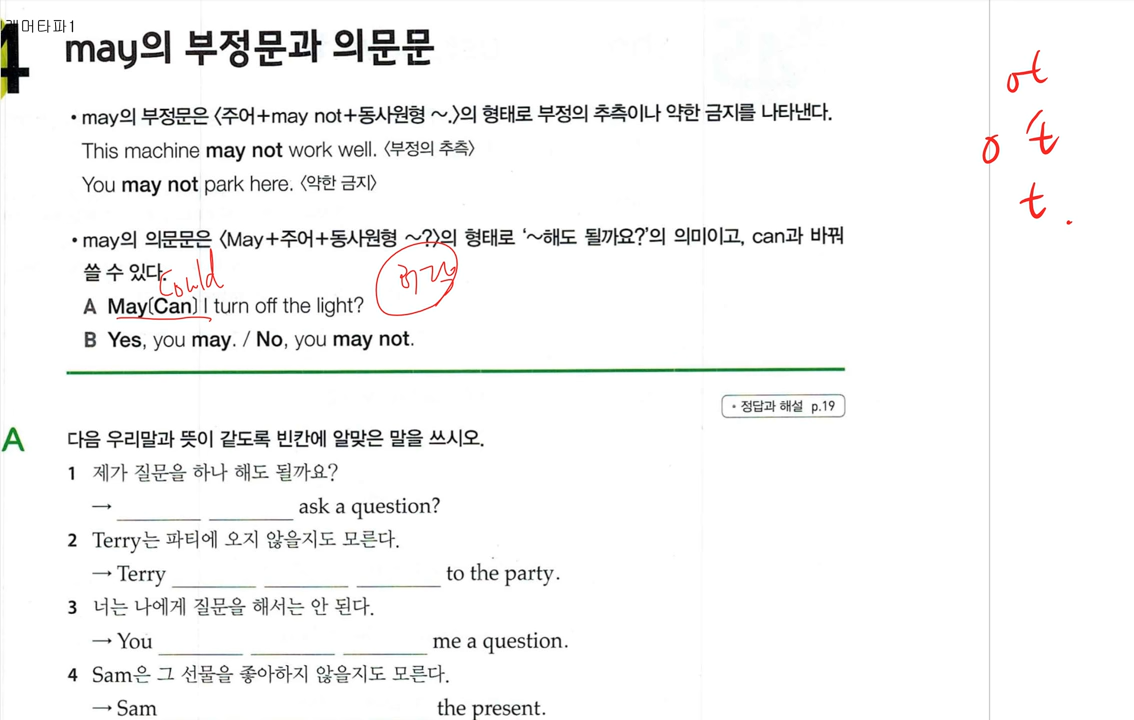 래머타파1
4
may의 부정문과 의문문
• may의 부정문은 〈주어+may not+동사원형 ~.〉의 형태로 부정의 추측이나 약한 금지를 나타낸다.
This machine may not work well. 〈부정의 추측〉
You may not park here. 〈약한 금지〉
• may의 의문문은 〈May+주어+동사원형 ~?〉의 형태로 '~해도 될까요?'의 의미이고, can과 바꿔
쓸 수 있다.
Could
A May(Can) I turn off the light?
B Yes, you may. / No, you may not.
• 정답과 해설 p.19
A 다음 우리말과 뜻이 같도록 빈칸에 알맞은 말을 쓰시오.
1 제가 질문을 하나 해도 될까요?
→ ask a question?
2 Terry는 파티에 오지 않을지도 모른다.
→ Terry to the party.
3 너는 나에게 질문을 해서는 안 된다.
→ You me a question.
4 Sam은 그 선물을 좋아하지 않을지도 모른다.
→ Sam the present.